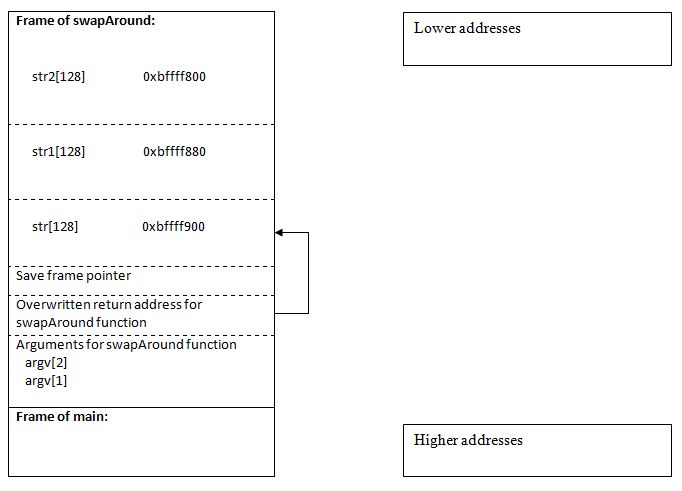 Frame of swapAround:
Lower addresses
str2[128] 0xbffff800
str1[128] 0xbffff880
str[128] 0xbffff900
Save frame pointer
Overwritten return address for
swapAround function
Arguments for swapAround function
argv[2]
argv[1]
Frame of main:
Higher addresses